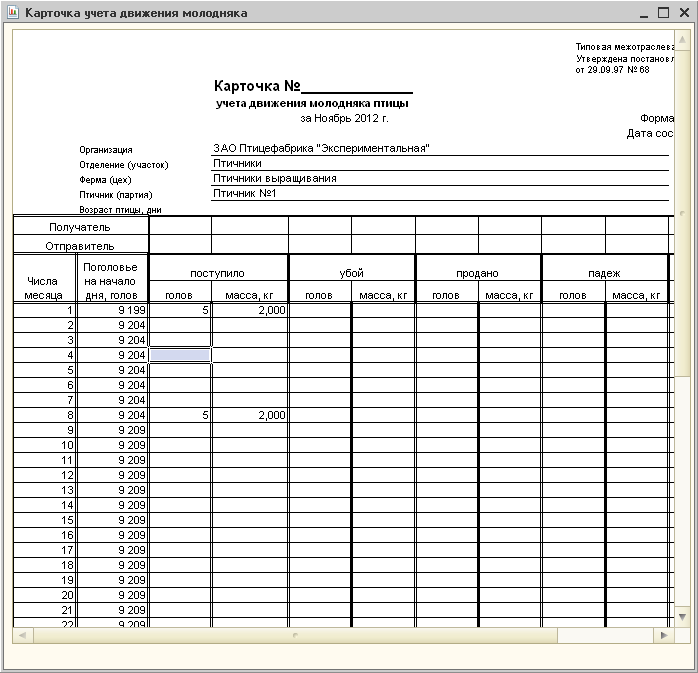 Карточка учета движения молодняка
Типовая межотраслева
Утверждена постанов
от 29.09.97 №68
Карточка №
учета движения молодняка птицы
за Ноябрь 2012 г.
Форма
Дата сос
Организация ЗАО Птицефабрика "Экспериментальная"
Отделение (участок) Птичники
Ферма (цех) Птичники выращивания
Птичник (партия) Птичник №1
Возраст птицы, дни
Получатель
Отправитель
Числа месяца Поголовье на начало дня, голов поступило убой продано падеж
голов масса, кг голов масса, кг голов масса, кг голов масса, кг
1 9 199 5 2,000
2 9 204
3 9 204
4 9 204
5 9 204
6 9 204
7 9 204
8 9 204 5 2,000
9 9 209
10 9 209
11 9 209
12 9 209
13 9 209
14 9 209
15 9 209
16 9 209
17 9 209
18 9 209
19 9 209
20 9 209
21 9 209
22 9 209